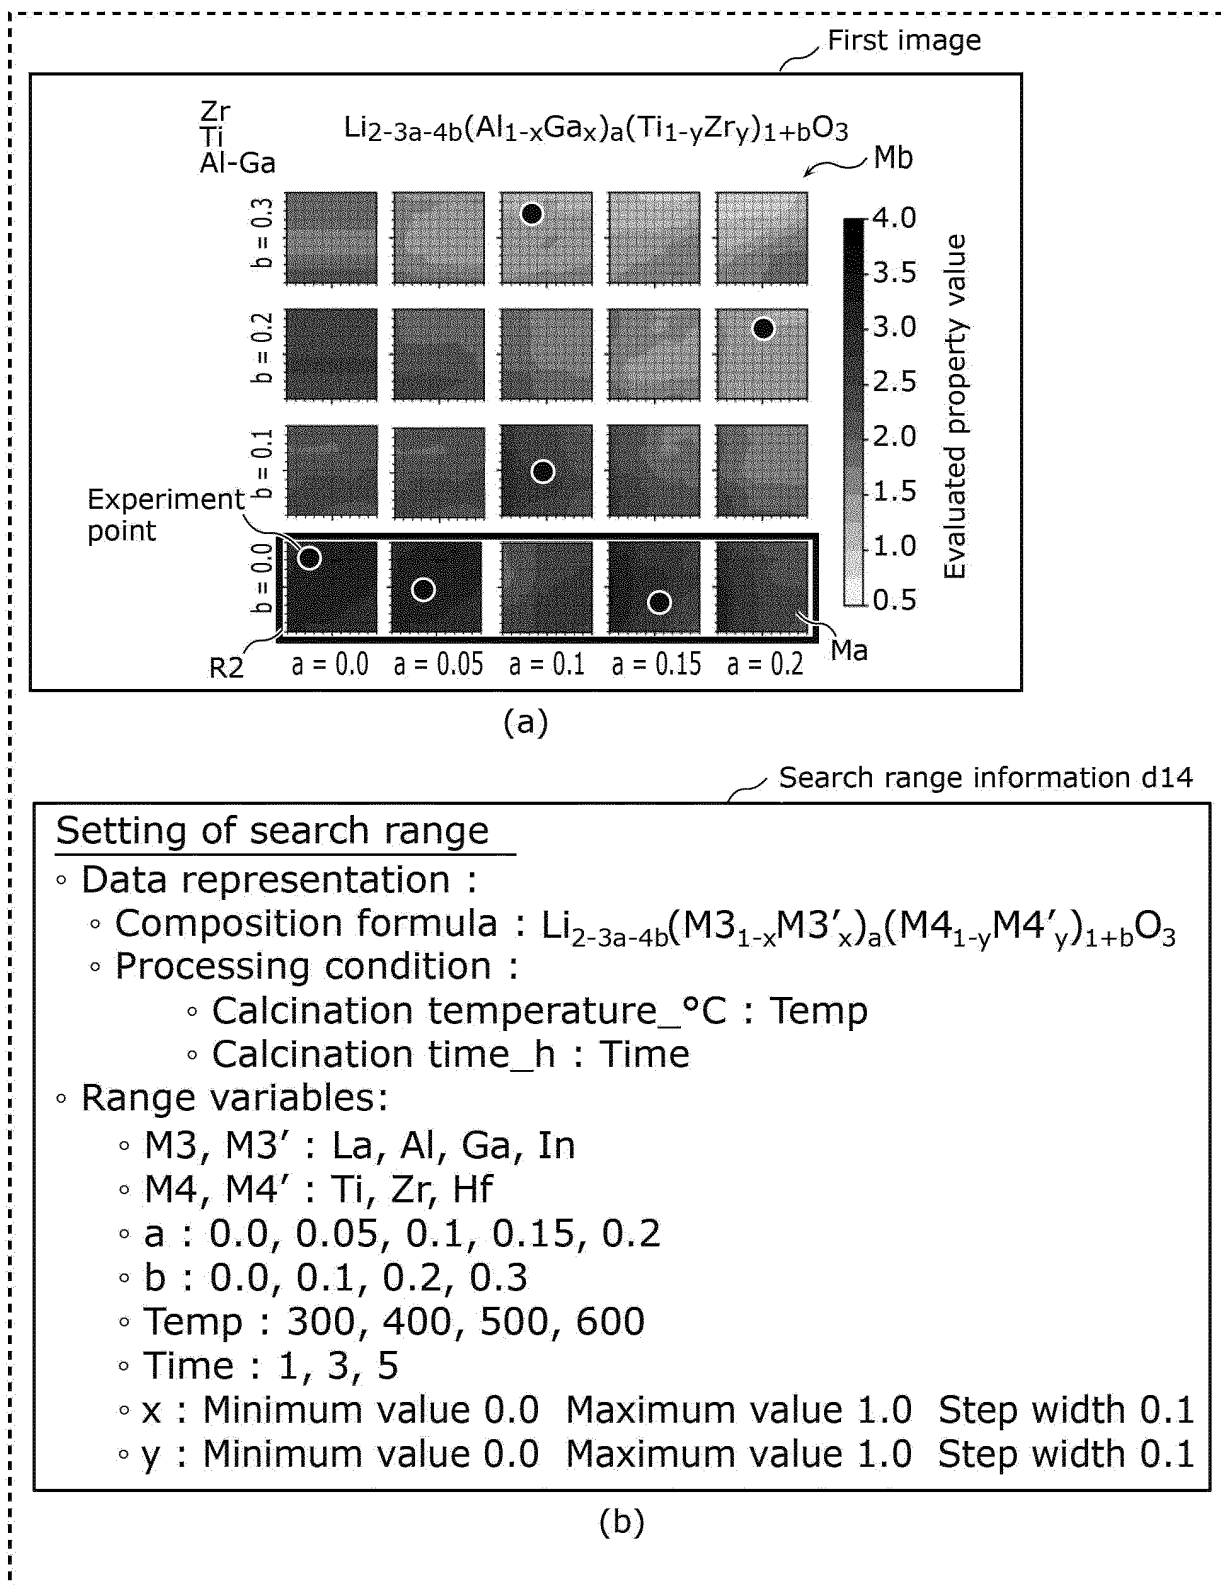 First image
Zr
Ti
Al-Ga
Li2-3a-4b(Al1-xGax)a(Ti1-yZry)1+bO3
Mb
b = 0.3
b = 0.2
b = 0.1
b = 0.0
4.0
3.5
3.0
2.5
2.0
1.5
1.0
0.5
Evaluated property value
Experiment
point
R2
a = 0.0
a = 0.05
a = 0.1
a = 0.15
a = 0.2
Ma
(a)
Search range information d14
Setting of search range
◦ Data representation :
◦ Composition formula : Li2-3a-4b(M31-xM3′x)a(M41-yM4′y)1+bO3
◦ Processing condition :
◦ Calcination temperature_°C : Temp
◦ Calcination time_h : Time
◦ Range variables:
◦ M3, M3′ : La, Al, Ga, In
◦ M4, M4′ : Ti, Zr, Hf
◦ a : 0.0, 0.05, 0.1, 0.15, 0.2
◦ b : 0.0, 0.1, 0.2, 0.3
◦ Temp : 300, 400, 500, 600
◦ Time : 1, 3, 5
◦ x : Minimum value 0.0 Maximum value 1.0 Step width 0.1
◦ y : Minimum value 0.0 Maximum value 1.0 Step width 0.1
(b)